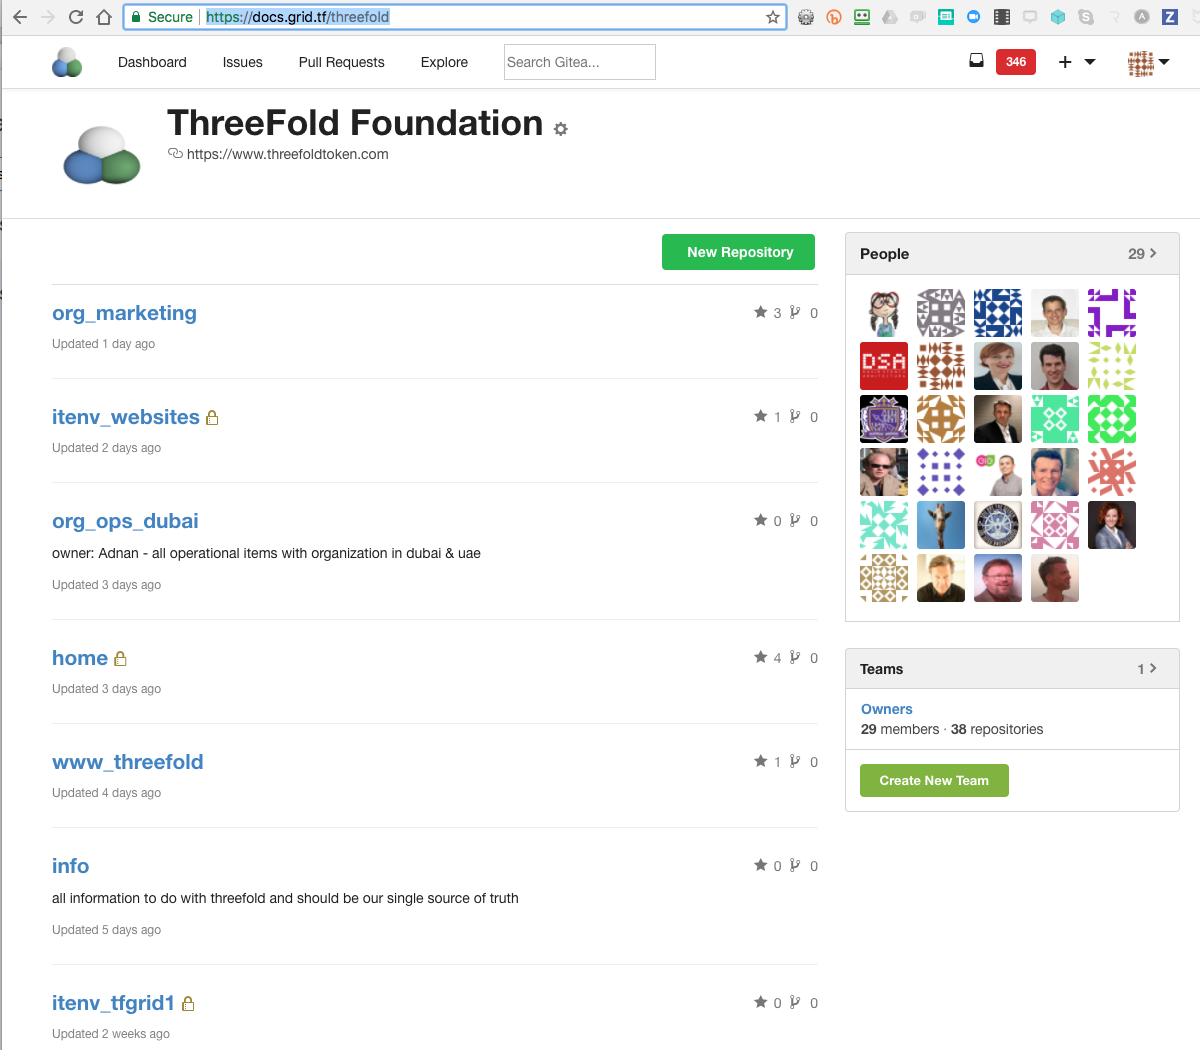 Secure https://docs.grid.tf/threefold
Dashboard Issues Pull Requests Explore Search Gitea... 346
ThreeFold Foundation
https://www.threefoldtoken.com
New Repository
org_marketing 3 0
Updated 1 day ago
itenv_websites 1 0
Updated 2 days ago
org_ops_dubai 0 0
owner: Adnan - all operational items with organization in dubai & uae
Updated 3 days ago
home 4 0
Updated 3 days ago
www_threefold 1 0
Updated 4 days ago
info 0 0
all information to do with threefold and should be our single source of truth
Updated 5 days ago
itenv_tfgrid1 0 0
Updated 2 weeks ago
People 29
DSA
Teams 1
Owners
29 members · 38 repositories
Create New Team